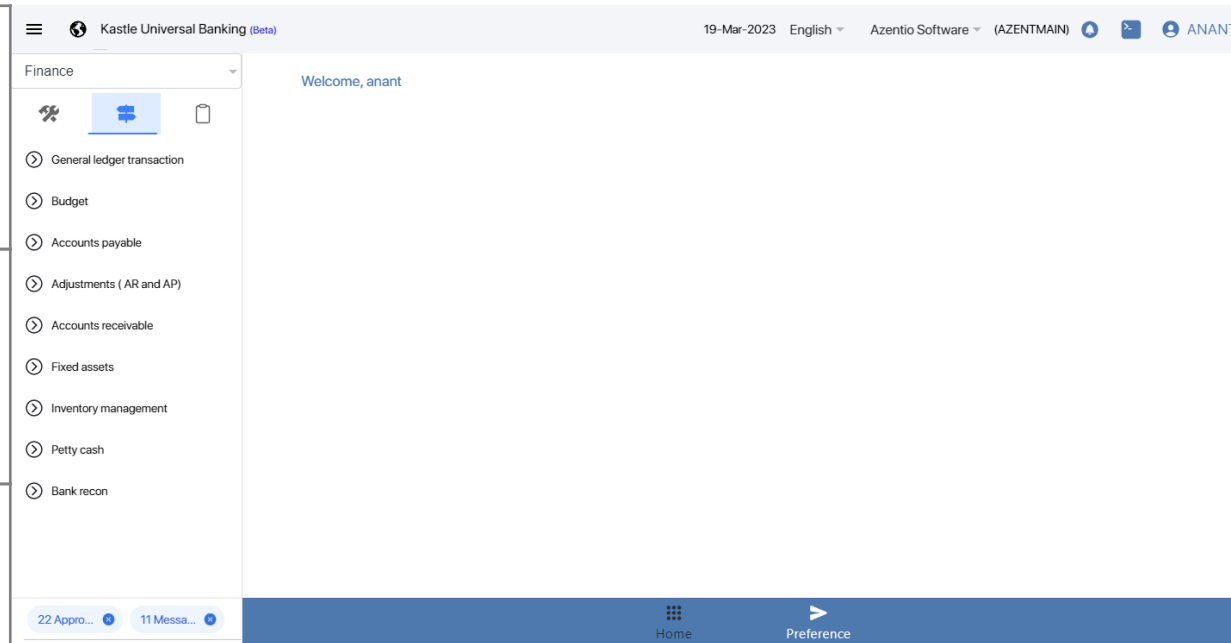 Kastle Universal Banking (Beta)
19-Mar-2023 English Azentio Software (AZENTMAIN) ANANT
Finance
Welcome, anant
General ledger transaction
Budget
Accounts payable
Adjustments ( AR and AP)
Accounts receivable
Fixed assets
Inventory management
Petty cash
Bank recon
22 Appro... 11 Messa...
Home Preference